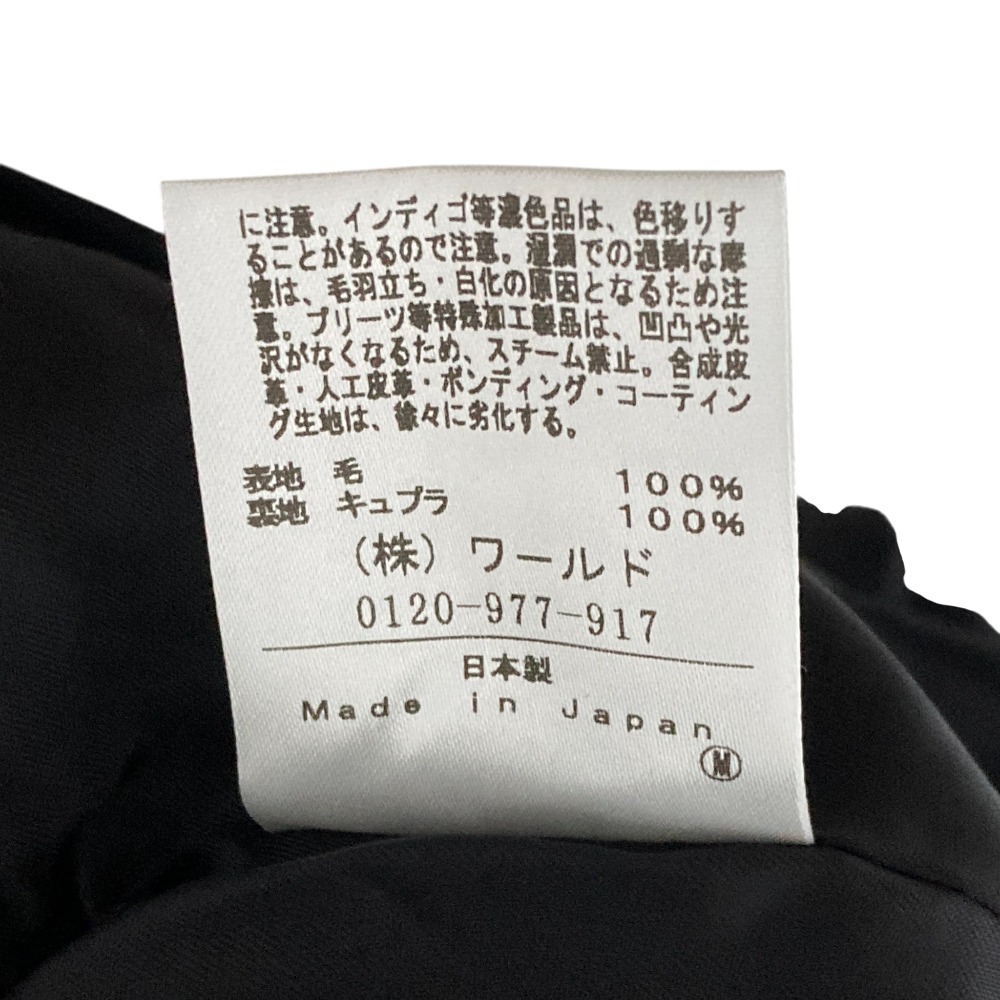 に注意。インディゴ等濃色品は、色移りす
ることがあるので注意。湿潤での過剰な摩
擦は、毛羽立ち・白化の原因となるため注
意。プリーツ等特殊加工製品は、凹凸や光
沢がなくなるため、スチーム禁止。合成皮
革・人工皮革・ボンディング・コーティン
グ生地は、徐々に劣化する。
表地 毛 100%
裏地 キュプラ 100%
(株)ワールド
0120-977-917
日本製
Made in Japan
M